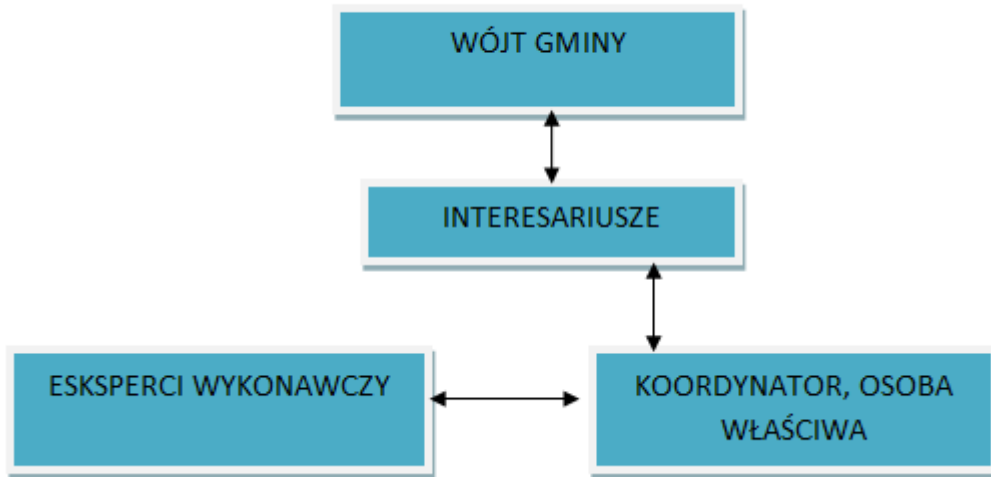 WÓJT GMINY
INTERESARIUSZE
ESKSPERCI WYKONAWCZY
KOORDYNATOR, OSOBA
WŁAŚCIWA